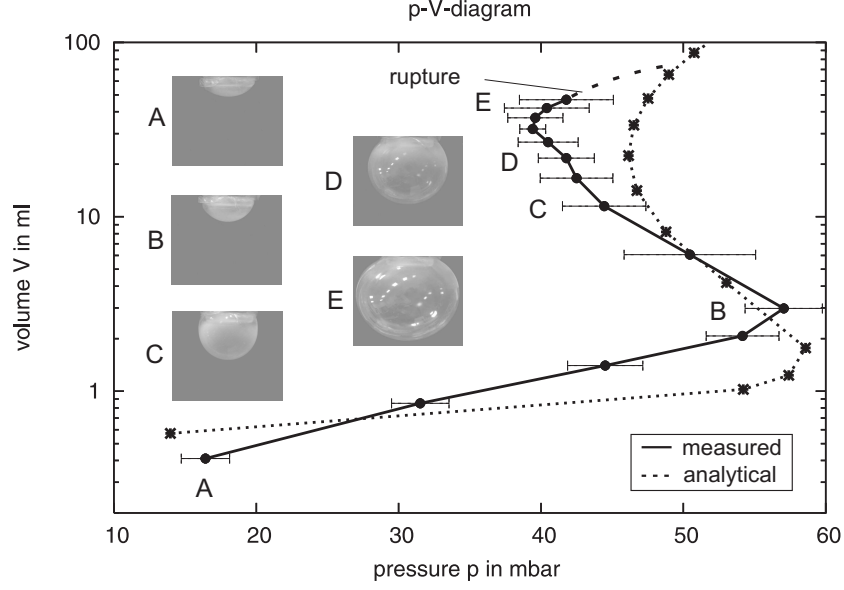 p-V-diagram
100
10
1
volume V in ml
10
20
30
40
50
60
pressure p in mbar
rupture
A
B
C
D
E
E
D
C
B
A
measured
analytical